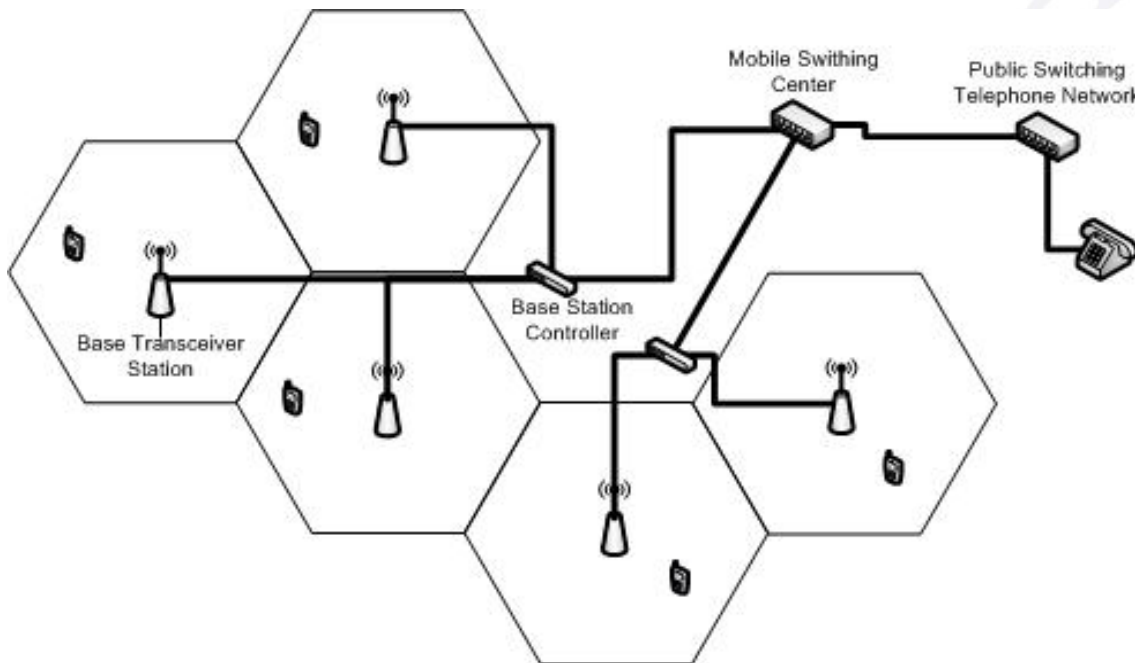 Mobile Swithing
Center
Public Switching
Telephone Network
Base Station
Controller
Base Transceiver
Station